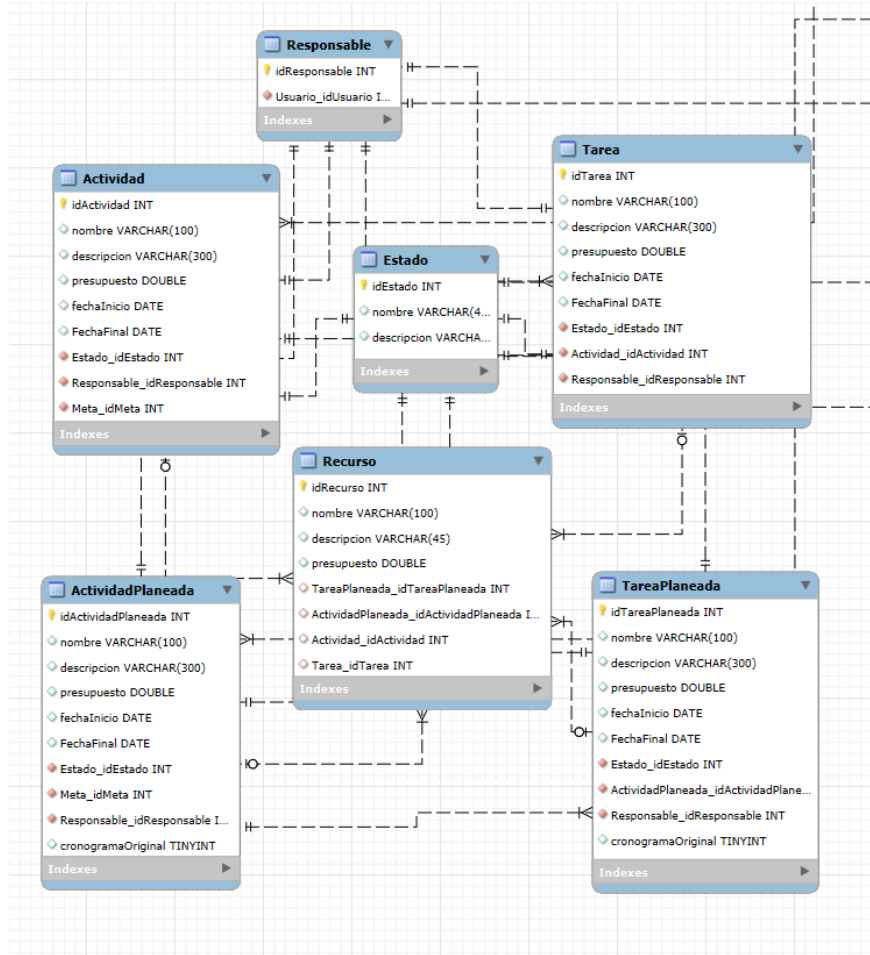 Responsable
idResponsable INT
Usuario_idUsuario I...
Indexes
Actividad
idActividad INT
nombre VARCHAR(100)
descripcion VARCHAR(300)
presupuesto DOUBLE
fechaInicio DATE
FechaFinal DATE
Estado_idEstado INT
Responsable_idResponsable INT
Meta_idMeta INT
Indexes
Tarea
idTarea INT
nombre VARCHAR(100)
descripcion VARCHAR(300)
presupuesto DOUBLE
fechaInicio DATE
FechaFinal DATE
Estado_idEstado INT
Actividad_idActividad INT
Responsable_idResponsable INT
Indexes
Estado
idEstado INT
nombre VARCHAR(4...
descripcion VARCHA...
Indexes
Recurso
idRecurso INT
nombre VARCHAR(100)
descripcion VARCHAR(45)
presupuesto DOUBLE
TareaPlaneada_idTareaPlaneada INT
ActividadPlaneada_idActividadPlaneada I...
Actividad_idActividad INT
Tarea_idTarea INT
Indexes
ActividadPlaneada
idActividadPlaneada INT
nombre VARCHAR(100)
descripcion VARCHAR(300)
presupuesto DOUBLE
fechaInicio DATE
FechaFinal DATE
Estado_idEstado INT
Meta_idMeta INT
Responsable_idResponsable I...
cronogramaOriginal TINYINT
Indexes
TareaPlaneada
idTareaPlaneada INT
nombre VARCHAR(100)
descripcion VARCHAR(300)
presupuesto DOUBLE
fechaInicio DATE
FechaFinal DATE
Estado_idEstado INT
ActividadPlaneada_idActividadPlane...
Responsable_idResponsable INT
cronogramaOriginal TINYINT
Indexes